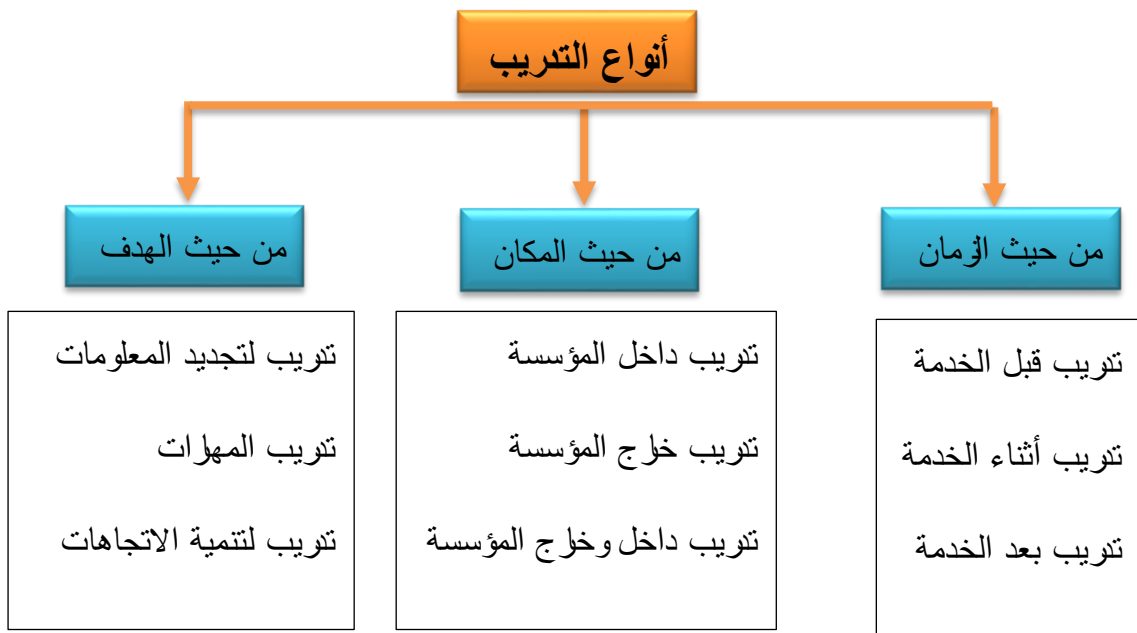 أنواع التدريب
من حيث الزمان
تدريب قبل الخدمة
تدريب أثناء الخدمة
تدريب بعد الخدمة
من حيث المكان
تدريب داخل المؤسسة
تدريب خارج المؤسسة
تدريب داخل وخارج المؤسسة
من حيث الهدف
تدريب لتجديد المعلومات
تدريب المهارات
تدريب لتنمية الاتجاهات